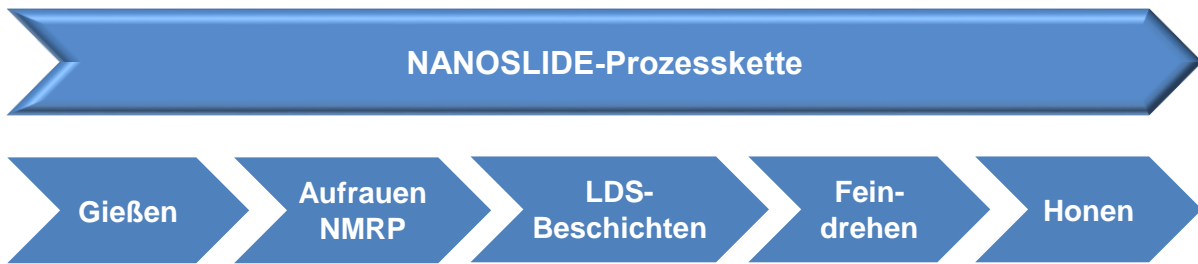 NANOSLIDE-Prozesskette
Gießen
Aufrauen
NMRP
LDS-
Beschichten
Fein-
drehen
Honen